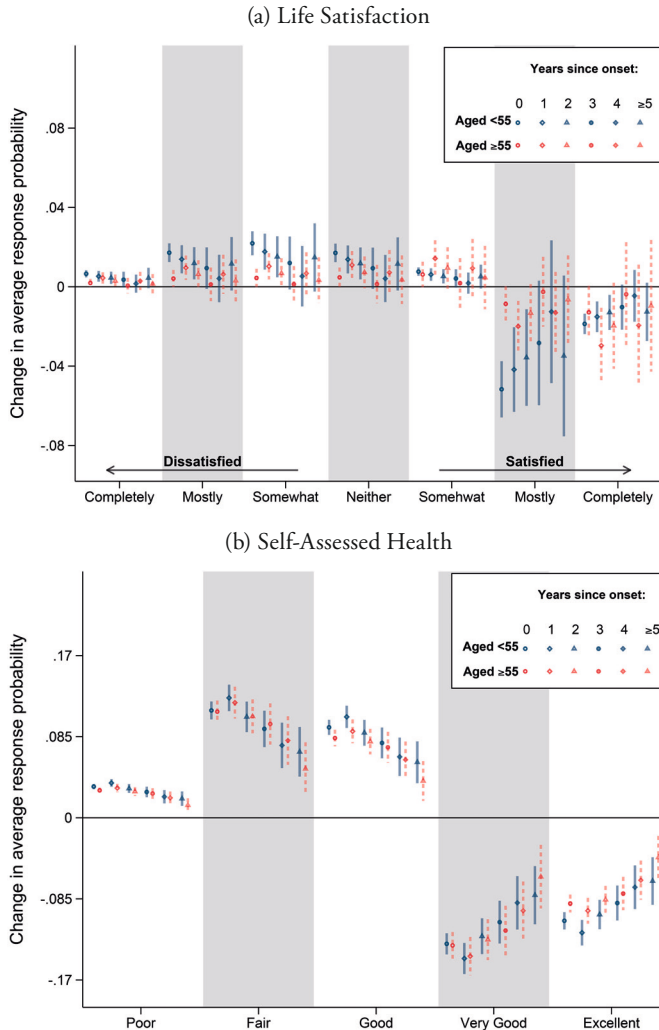 (a) Life Satisfaction
Change in average response probability
.08
.04
0
-.04
-.08
Years since onset:
0 1 2 3 4 ≥5
Aged <55
Aged ≥55
Dissatisfied
Satisfied
Completely Mostly Somewhat Neither Somehwat Mostly Completely
(b) Self-Assessed Health
Change in average response probability
.17
.085
0
-.085
-.17
Years since onset:
0 1 2 3 4 ≥5
Aged <55
Aged ≥55
Poor Fair Good Very Good Excellent